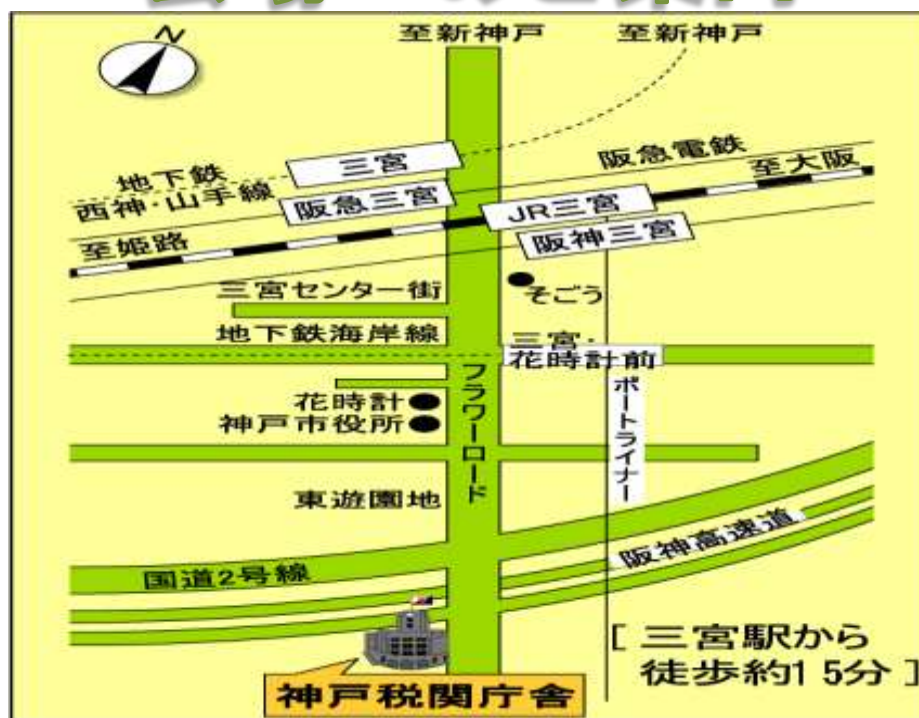 N
至新神戸
至新神戸
阪急電鉄
至大阪
地下鉄
西神・山手線
三宮
阪急三宮
JR三宮
阪神三宮
至姫路
三宮センター街
そごう
地下鉄海岸線
三宮・
花時計前
フラワーロード
ポートライナー
花時計
神戸市役所
東遊園地
阪神高速道
国道2号線
[ 三宮駅から
徒歩約15分 ]
神戸税関庁舎